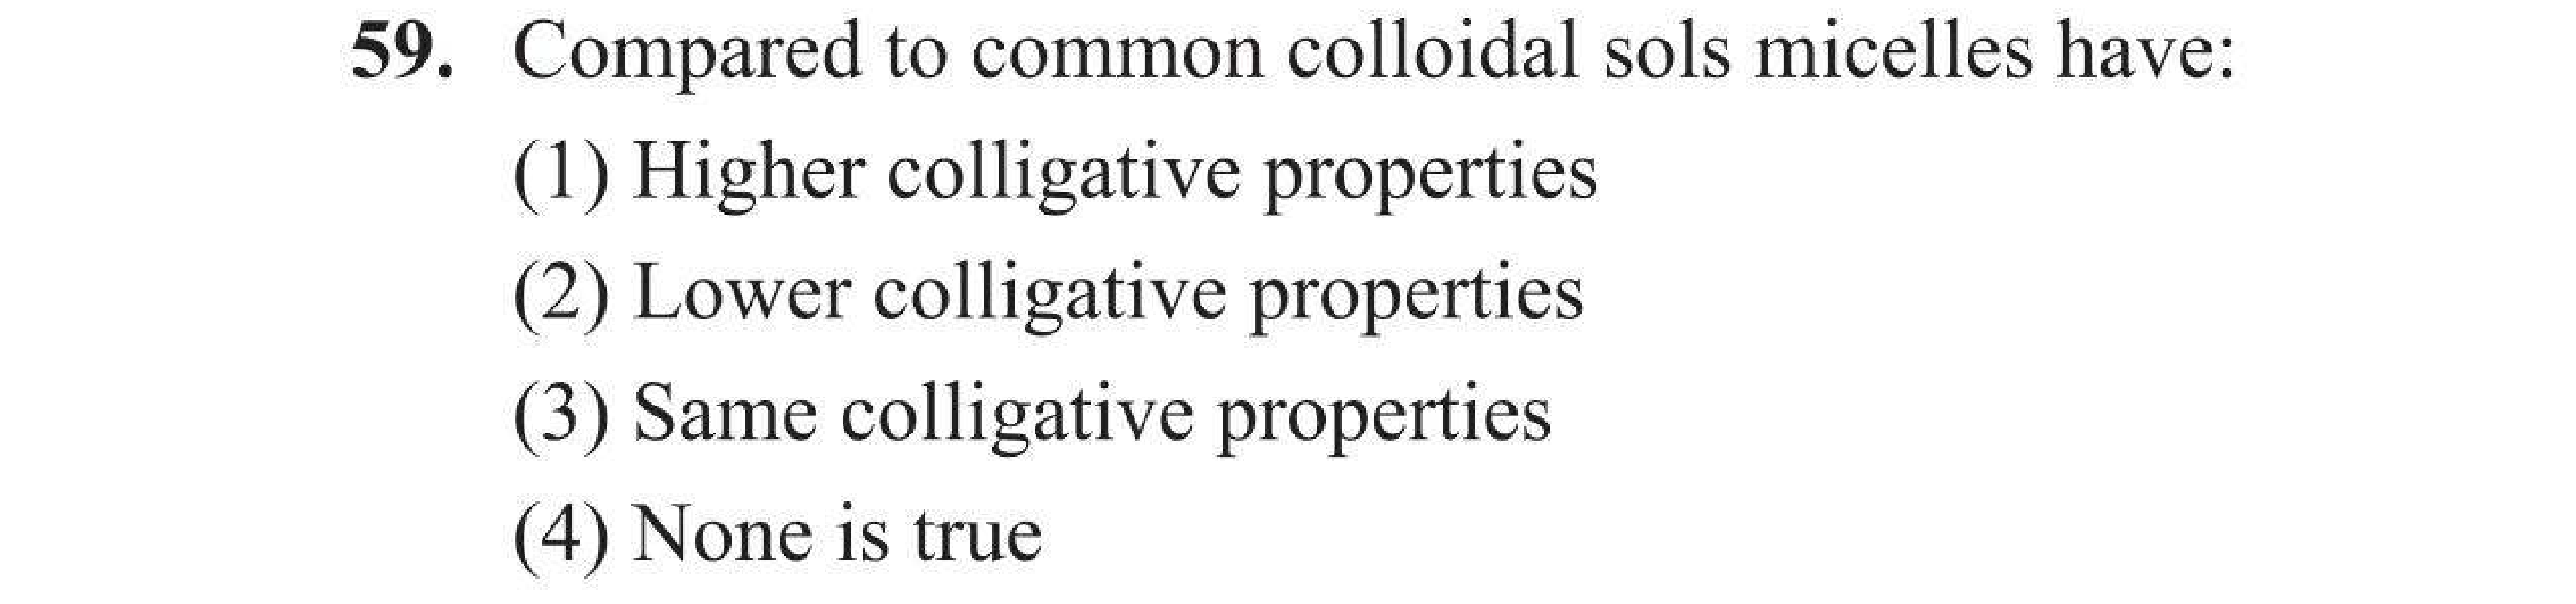 59. Compared to common colloidal sols micelles have:
(1) Higher colligative properties
(2) Lower colligative properties
(3) Same colligative properties
(4) None is true